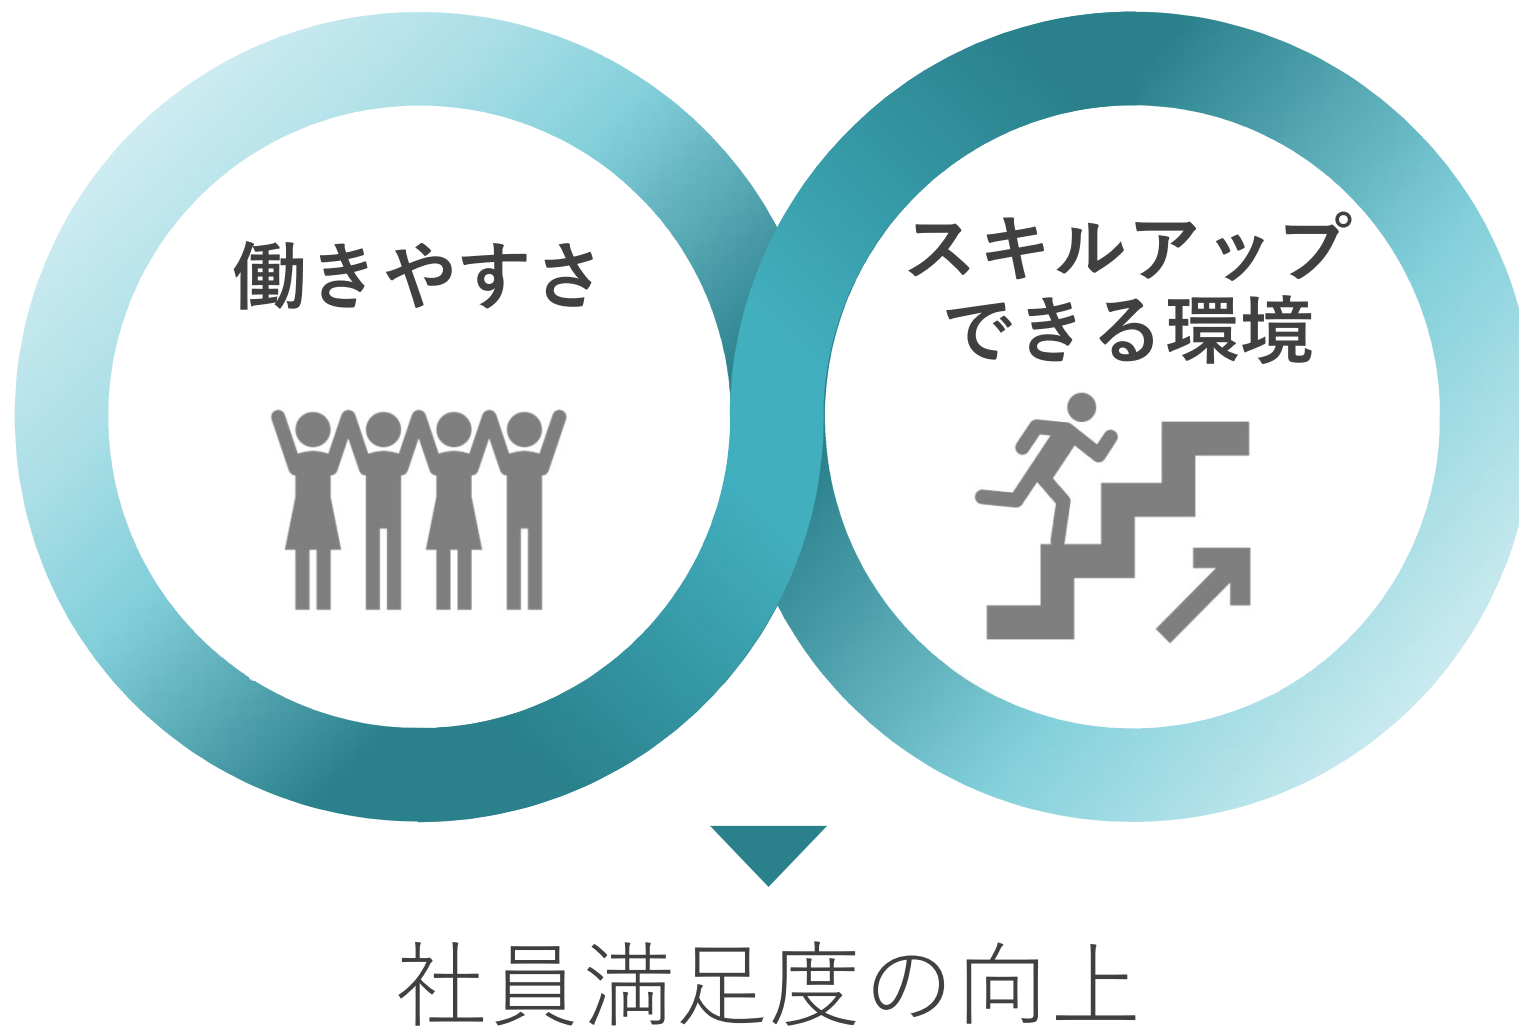 働きやすさ
スキルアップ
できる環境
社員満足度の向上